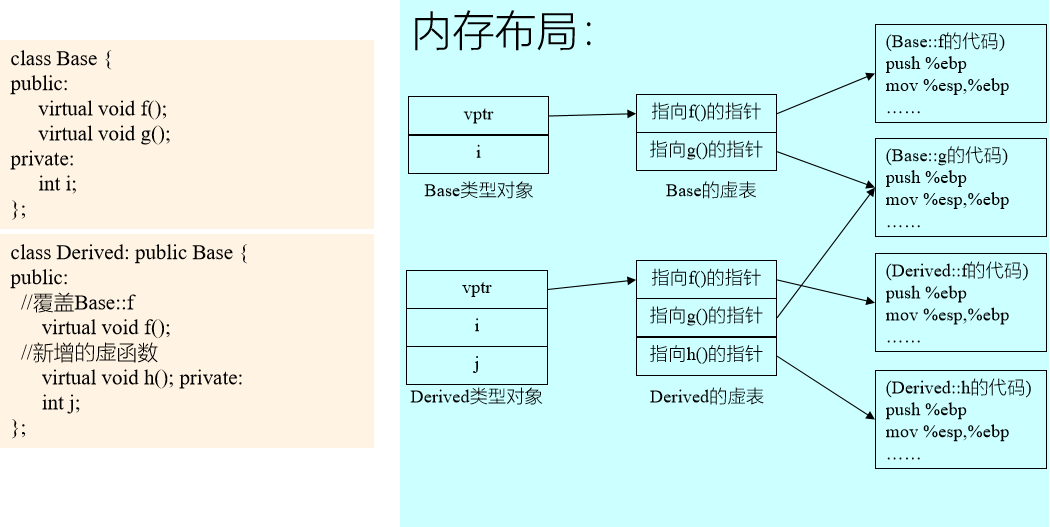 class Base {
public:
virtual void f();
virtual void g();
private:
int i;
};
class Derived: public Base {
public:
//覆盖Base::f
virtual void f();
//新增的虚函数
virtual void h(); private:
int j;
};
内存布局：
vptr
i
Base类型对象
指向f()的指针
指向g()的指针
Base的虚表
(Base::f的代码)
push %ebp
mov %esp,%ebp
……
(Base::g的代码)
push %ebp
mov %esp,%ebp
……
vptr
i
j
Derived类型对象
指向f()的指针
指向g()的指针
指向h()的指针
Derived的虚表
(Derived::f的代码)
push %ebp
mov %esp,%ebp
……
(Derived::h的代码)
push %ebp
mov %esp,%ebp
……